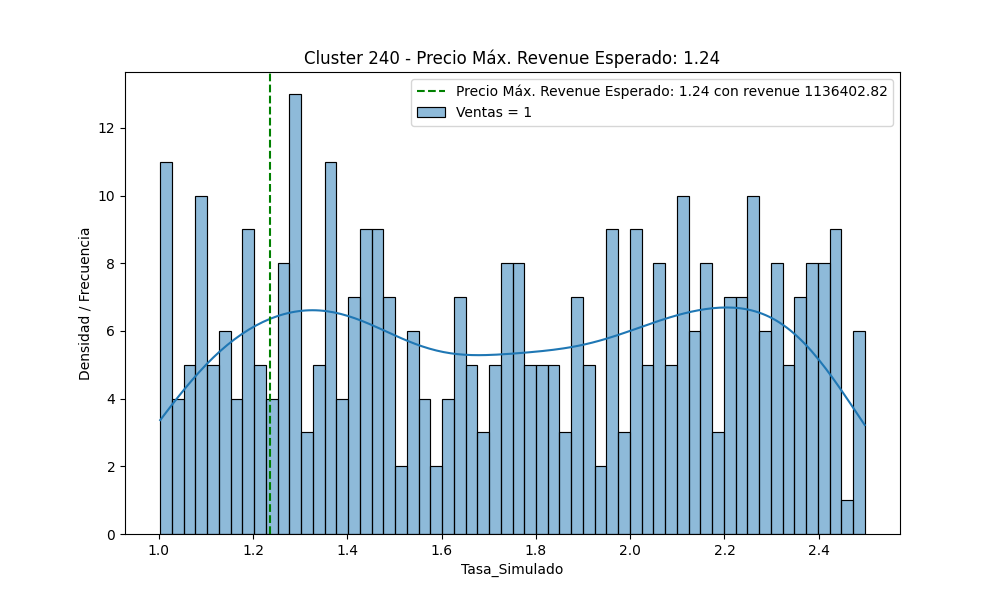 Cluster 240 - Precio Máx. Revenue Esperado: 1.24
Precio Máx. Revenue Esperado: 1.24 con revenue 1136402.82
Ventas = 1
Densidad / Frecuencia
12
10
8
6
4
2
0
1.0 1.2 1.4 1.6 1.8 2.0 2.2 2.4
Tasa_Simulado